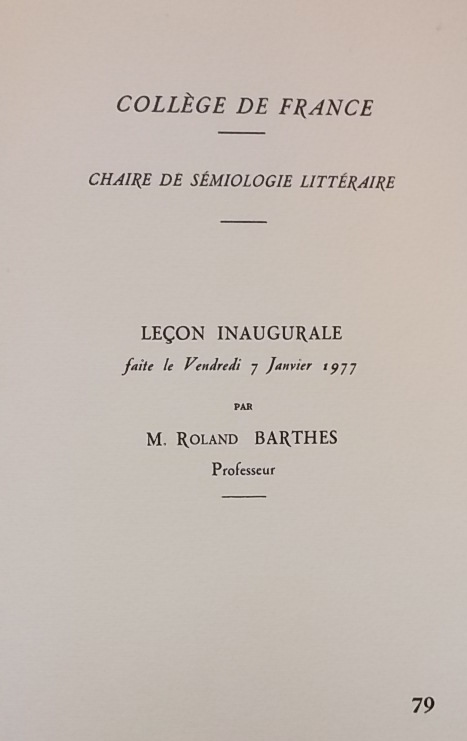 COLLÈGE DE FRANCE
CHAIRE DE SÉMIOLOGIE LITTÉRAIRE
LEÇON INAUGURALE
faite le Vendredi 7 Janvier 1977
PAR
M. ROLAND BARTHES
Professeur
79